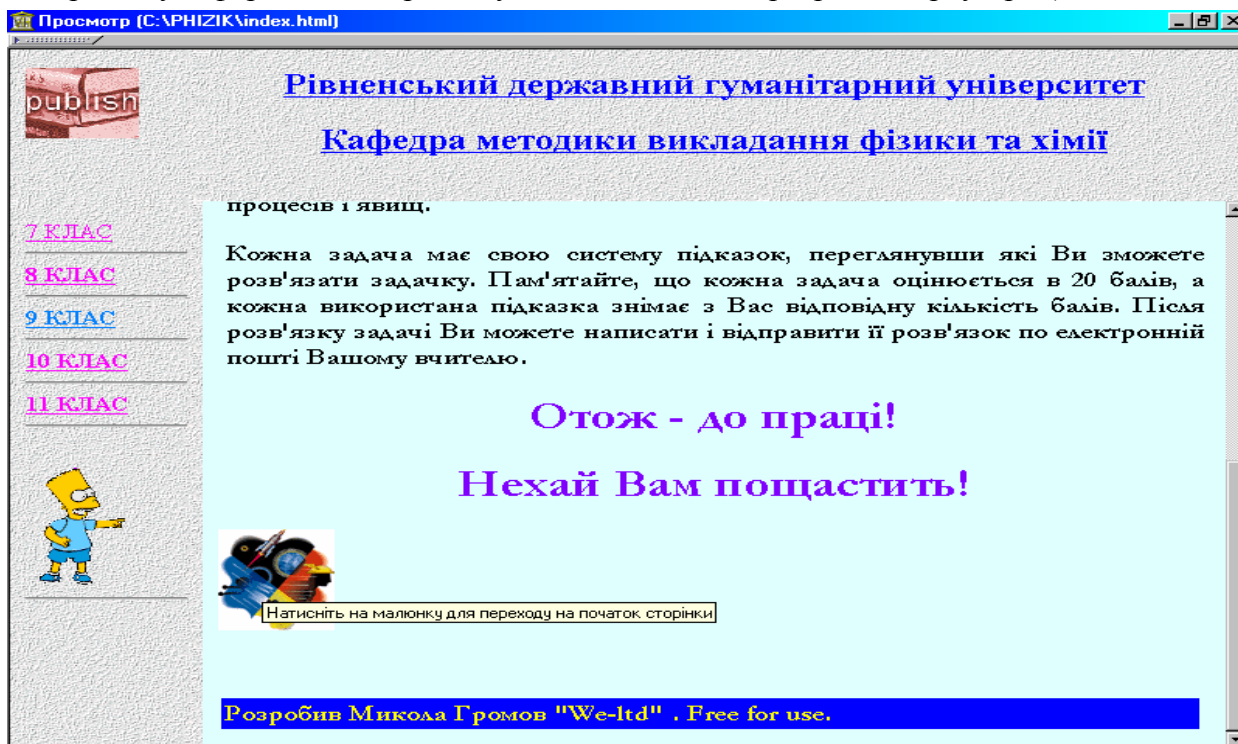 Просмотр (C:\PHIZIK\index.html)
publish
Рівненський державний гуманітарний університет
Кафедра методики викладання фізики та хімії
7 КЛАС
8 КЛАС
9 КЛАС
10 КЛАС
11 КЛАС
процесів і явищ.
Кожна задача має свою систему підказок, переглянувши які Ви зможете
розв'язати задачку. Пам'ятайте, що кожна задача оцінюється в 20 балів, а
кожна використана підказка знімає з Вас відповідну кількість балів. Після
розв'язку задачі Ви можете написати і відправити її розв'язок по електронній
пошті Вашому вчителю.
Отож - до праці!
Нехай Вам пощастить!
Натисніть на малюнку для переходу на початок сторінки
Розробив Микола Громов "We-ltd" . Free for use.